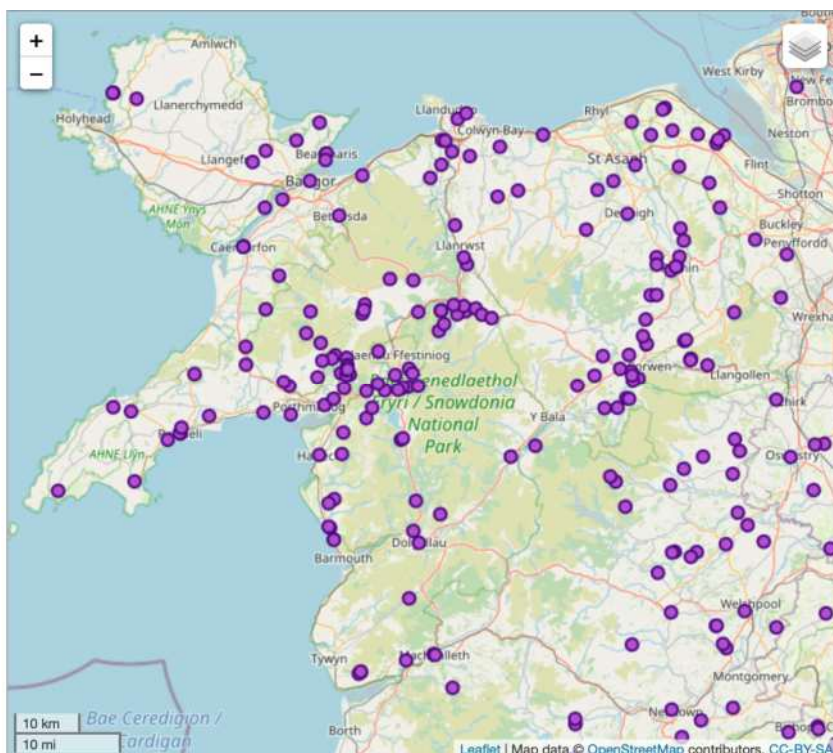 +
−
Amlwch
Llanerchymedd
Holyhead
Llangefni
Beaumaris
Bangor
AHNE Ynys
Môn
Bethesda
Caernarfon
Llandudno
Colwyn Bay
Rhyl
St Asaph
Denbigh
Llanrwst
West Kirby
Neston
Flint
Shotton
Buckley
Penyffordd
Wrexham
Blaenau Ffestiniog
Porthmadog
Pwllheli
AHNE Llŷn
Harlech
Parc Cenedlaethol
Eryri / Snowdonia
National
Park
Y Bala
Corwen
Llangollen
Chirk
Oswestry
Barmouth
Dolgellau
Tywyn
Machynlleth
Welshpool
Montgomery
Newtown
Borth
Bae Ceredigion /
Cardigan
10 km
10 mi
Leaflet | Map data © OpenStreetMap contributors, CC-BY-SA